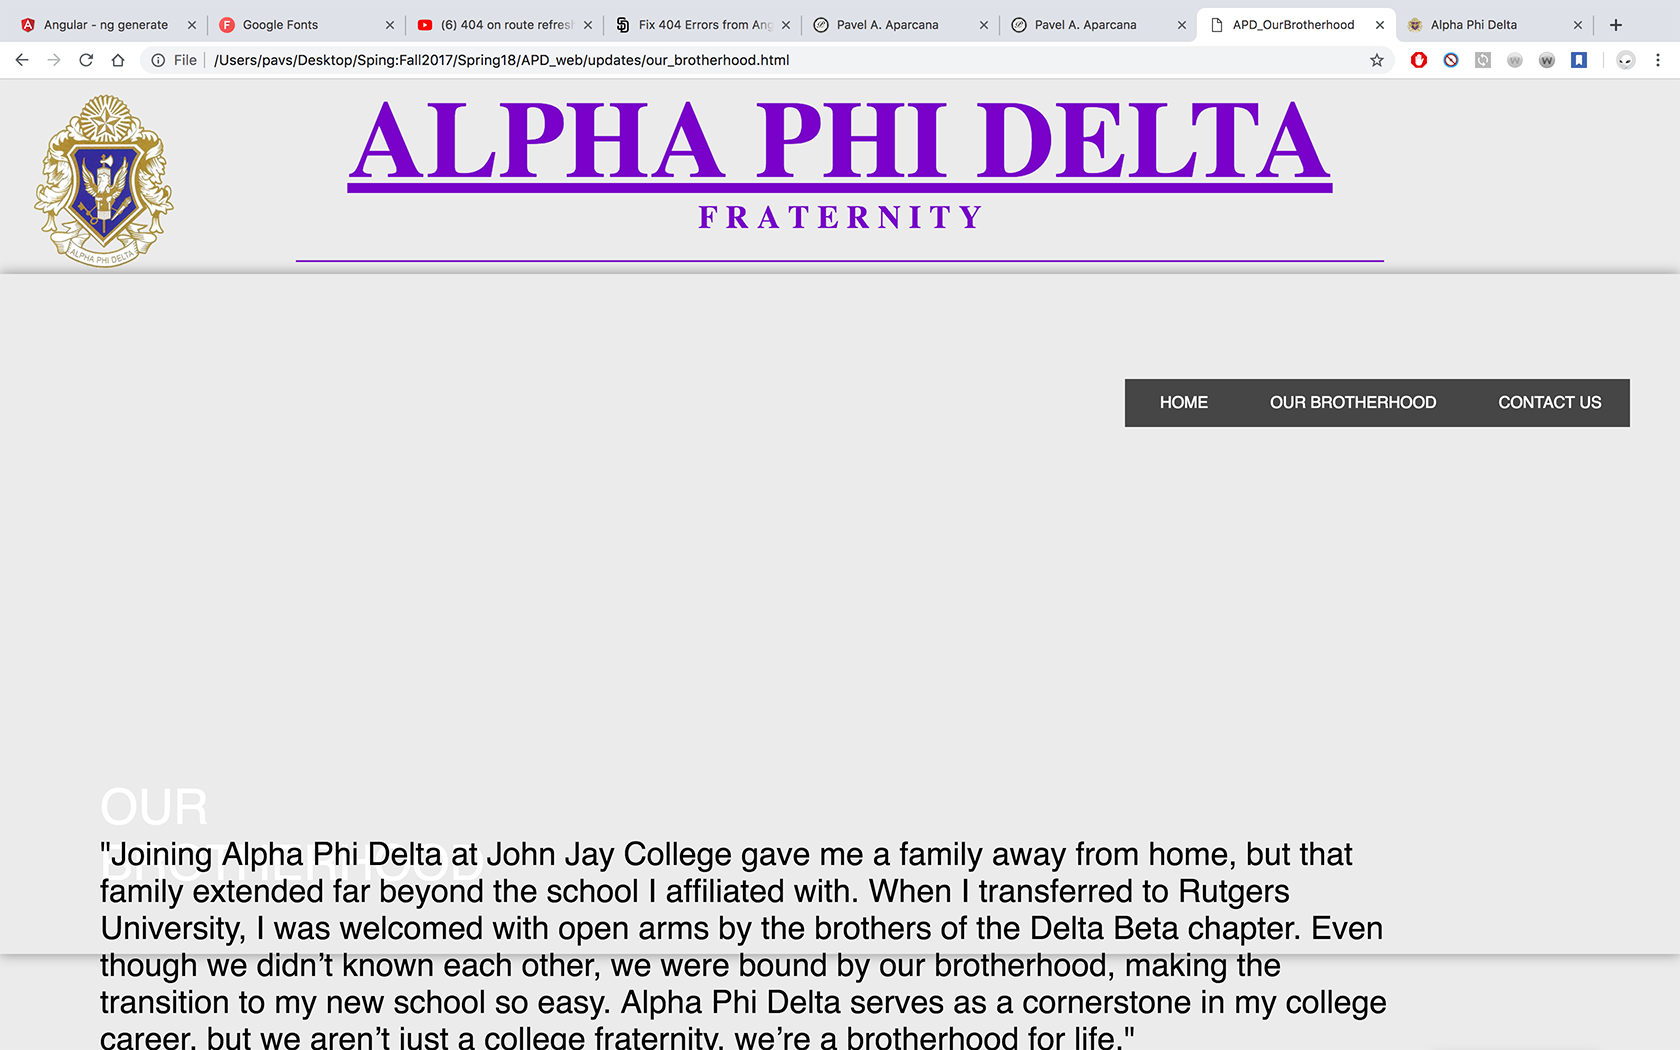 Angular - ng generate
Google Fonts
(6) 404 on route refres
Fix 404 Errors from Ang
Pavel A. Aparcana
Pavel A. Aparcana
APD_OurBrotherhood
Alpha Phi Delta
File /Users/pavs/Desktop/Sping:Fall2017/Spring18/APD_web/updates/our_brotherhood.html
ALPHA PHI DELTA
FRATERNITY
ALPHA PHI DELTA
HOME OUR BROTHERHOOD CONTACT US
OUR
BROTHERHOOD
"Joining Alpha Phi Delta at John Jay College gave me a family away from home, but that
family extended far beyond the school I affiliated with. When I transferred to Rutgers
University, I was welcomed with open arms by the brothers of the Delta Beta chapter. Even
though we didn’t known each other, we were bound by our brotherhood, making the
transition to my new school so easy. Alpha Phi Delta serves as a cornerstone in my college
career, but we aren’t just a college fraternity, we’re a brotherhood for life."